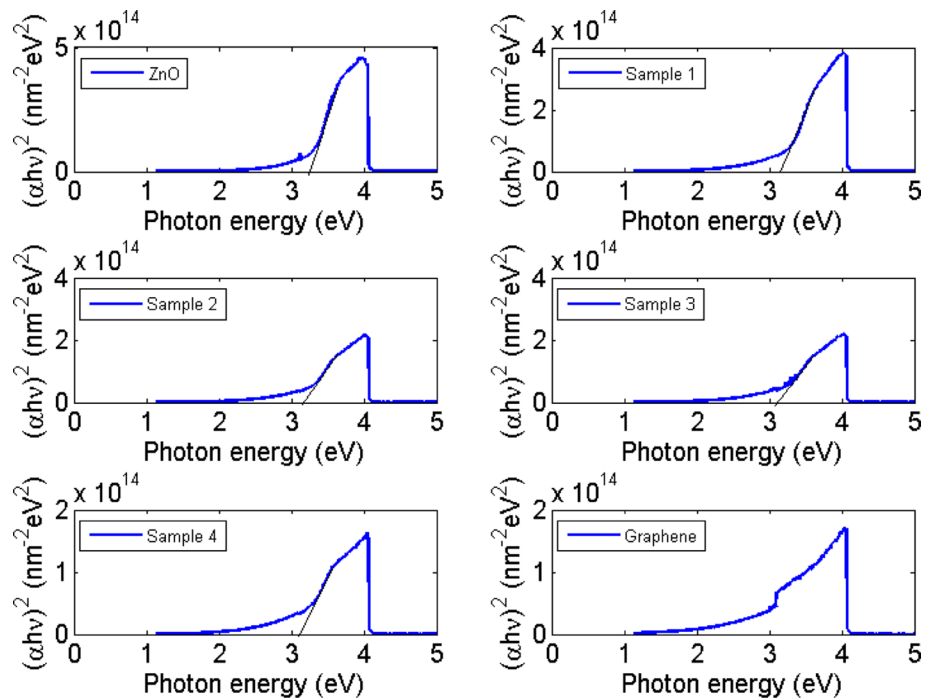 x 10^14
5
0
(αhν)^2 (nm^-2eV^2)
ZnO
0 1 2 3 4 5
Photon energy (eV)
x 10^14
4
2
0
(αhν)^2 (nm^-2eV^2)
Sample 1
0 1 2 3 4 5
Photon energy (eV)
x 10^14
4
2
0
(αhν)^2 (nm^-2eV^2)
Sample 2
0 1 2 3 4 5
Photon energy (eV)
x 10^14
4
2
0
(αhν)^2 (nm^-2eV^2)
Sample 3
0 1 2 3 4 5
Photon energy (eV)
x 10^14
2
1
0
(αhν)^2 (nm^-2eV^2)
Sample 4
0 1 2 3 4 5
Photon energy (eV)
x 10^14
2
1
0
(αhν)^2 (nm^-2eV^2)
Graphene
0 1 2 3 4 5
Photon energy (eV)